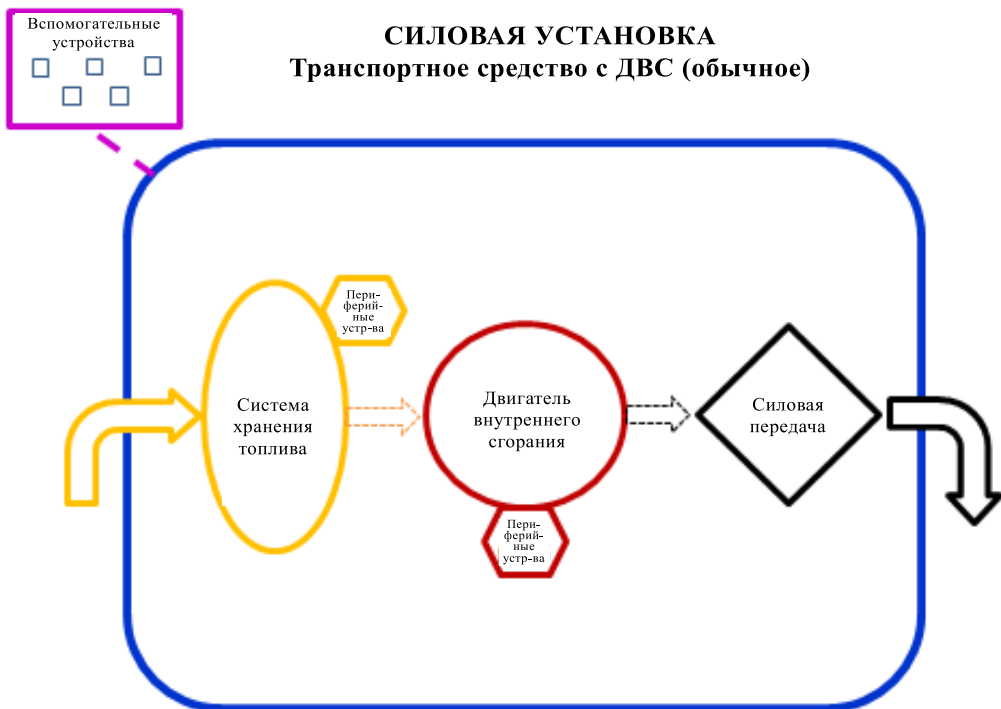 Вспомогательные
устройства
СИЛОВАЯ УСТАНОВКА
Транспортное средство с ДВС (обычное)
Пери-
ферий-
ные
устр-ва
Система
хранения
топлива
Двигатель
внутреннего
сгорания
Силовая
передача
Пери-
ферий-
ные
устр-ва